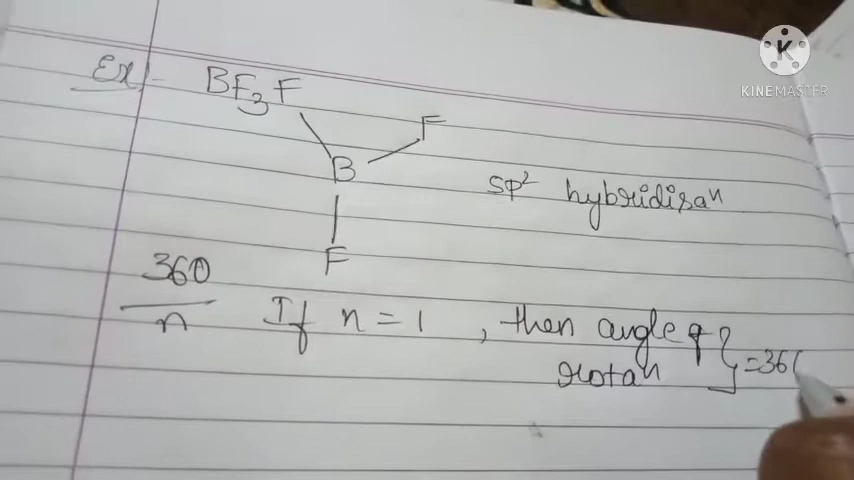 Ex:-
BF3
F
F
B
F
sp² hybridisan
360
n
If n = 1, then angle of
rotan
=36
KINEMASTER